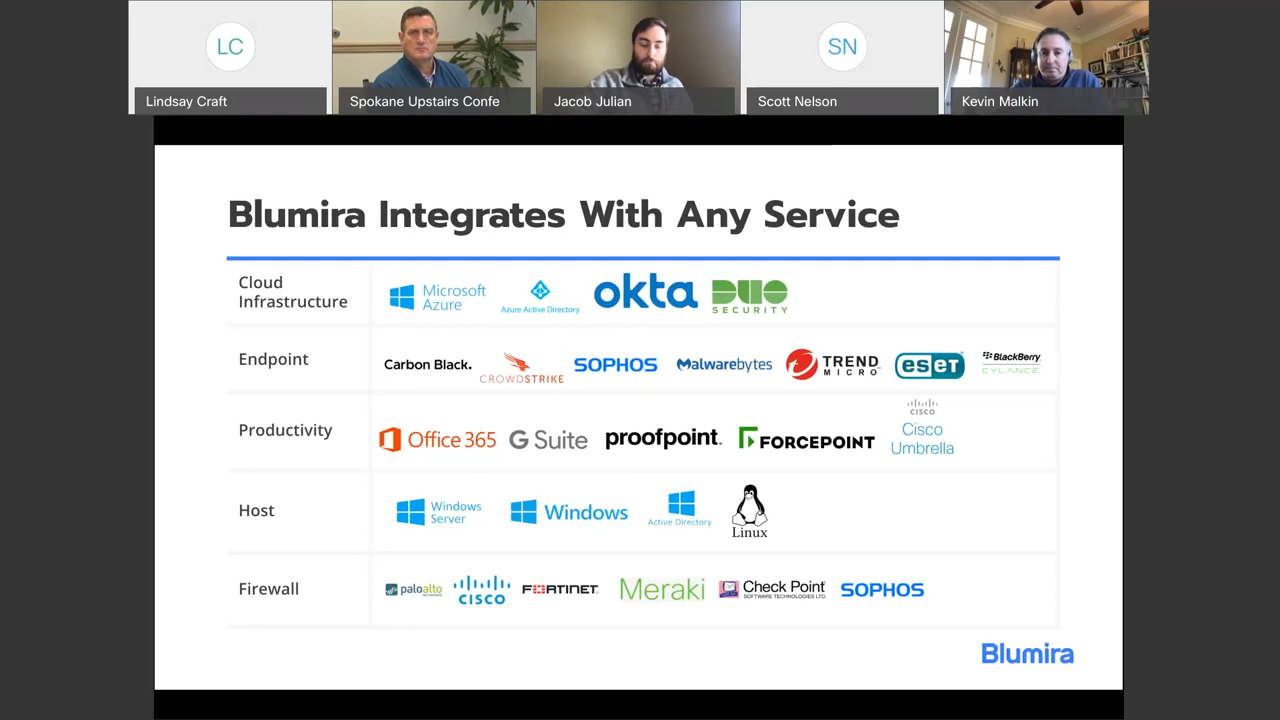 LC
SN
Lindsay Craft
Spokane Upstairs Confe
Jacob Julian
Scott Nelson
Kevin Malkin
Blumira Integrates With Any Service
Cloud
Infrastructure
Microsoft
Azure
Azure Active Directory
okta
DUO
SECURITY
Endpoint
Carbon Black.
CROWDSTRIKE
SOPHOS
Malwarebytes
TREND
MICRO
eseT
BlackBerry
CYLANCE
Productivity
Office 365
G Suite
proofpoint.
FORCEPOINT
CISCO
Cisco
Umbrella
Host
Windows
Server
Windows
Active Directory
Linux
Firewall
paloalto
CISCO
FORTINET
Meraki
Check Point
SOFTWARE TECHNOLOGIES LTD.
SOPHOS
Blumira